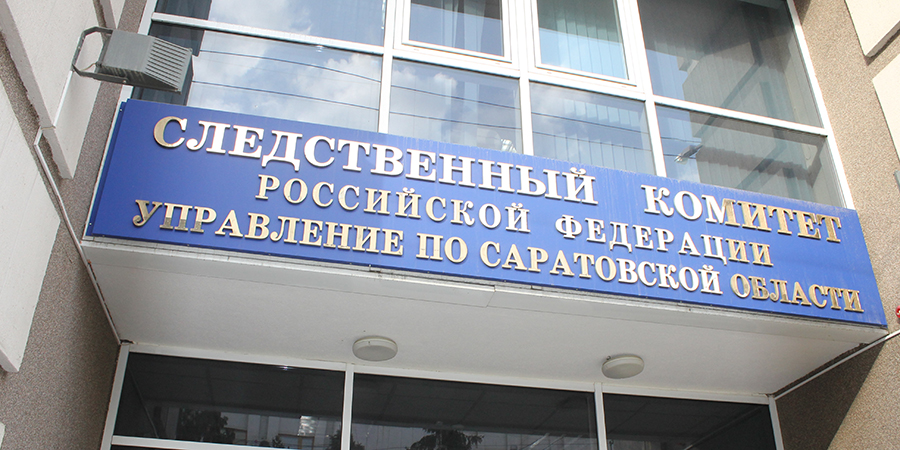 СЛЕДСТВЕННЫЙ КОМИТЕТ
РОССИЙСКОЙ ФЕДЕРАЦИИ
УПРАВЛЕНИЕ ПО САРАТОВСКОЙ ОБЛАСТИ